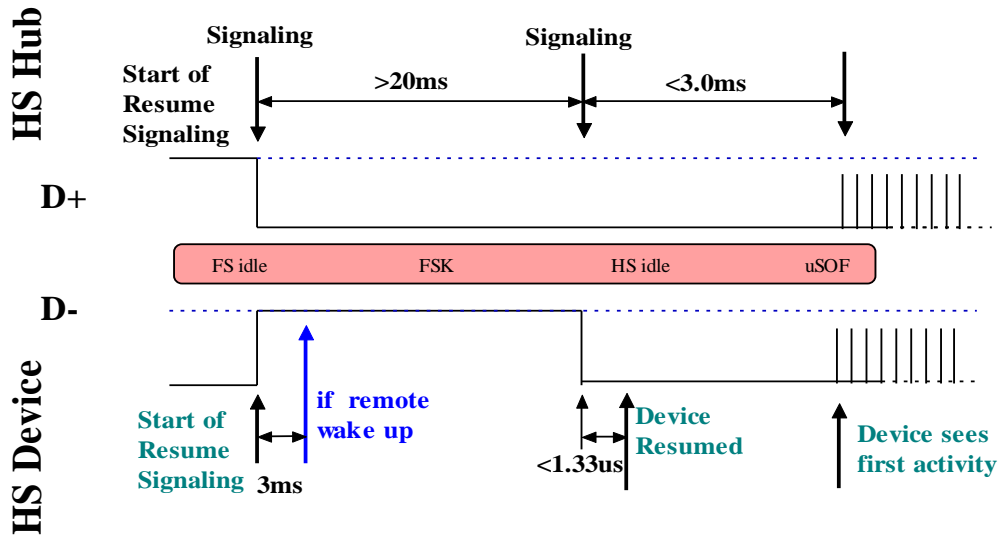 HS Hub
Signaling
Signaling
Start of
Resume
Signaling
>20ms
<3.0ms
D+
FS idle
FSK
HS idle
uSOF
D-
HS Device
if remote
wake up
Start of
Resume
Signaling
3ms
<1.33us
Device
Resumed
Device sees
first activity